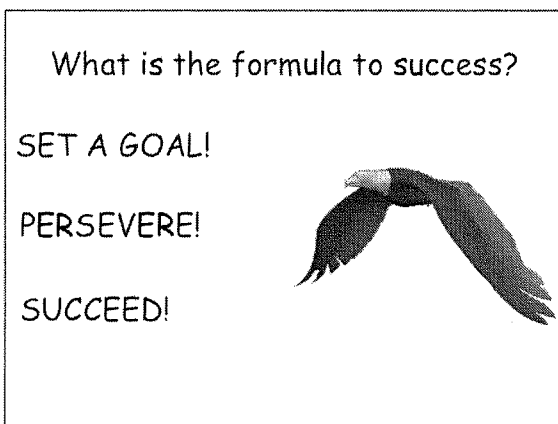 What is the formula to success?
SET A GOAL!
PERSEVERE!
SUCCEED!